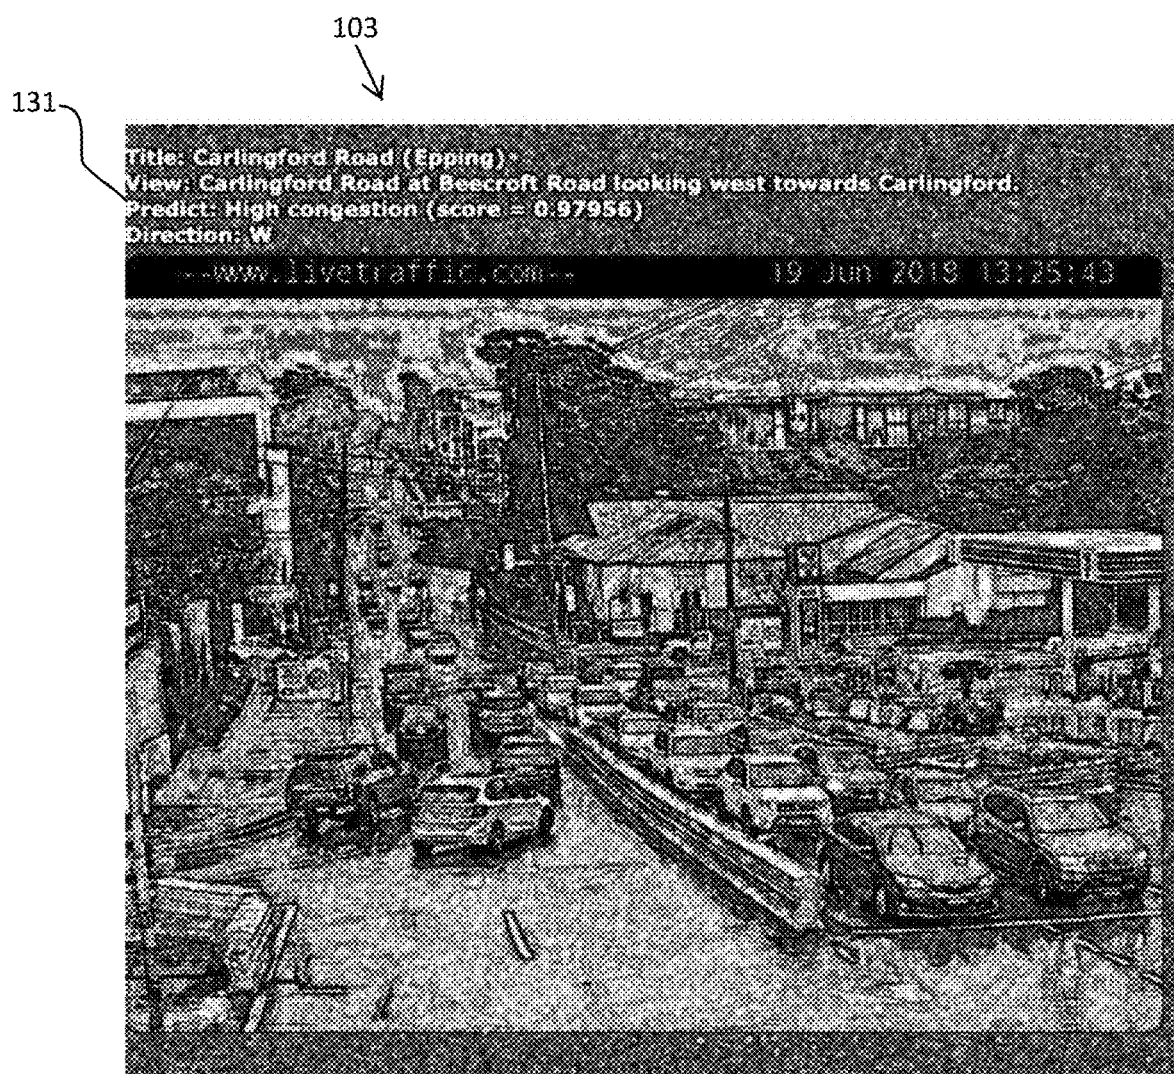 103
131
Title: Carlingford Road (Epping)
View: Carlingford Road at Beecroft Road looking west towards Carlingford.
Predict: High congestion (score = 0.97956)
Direction: W
--www.livetraffic.com-- 19 Jun 2018 13:25:43